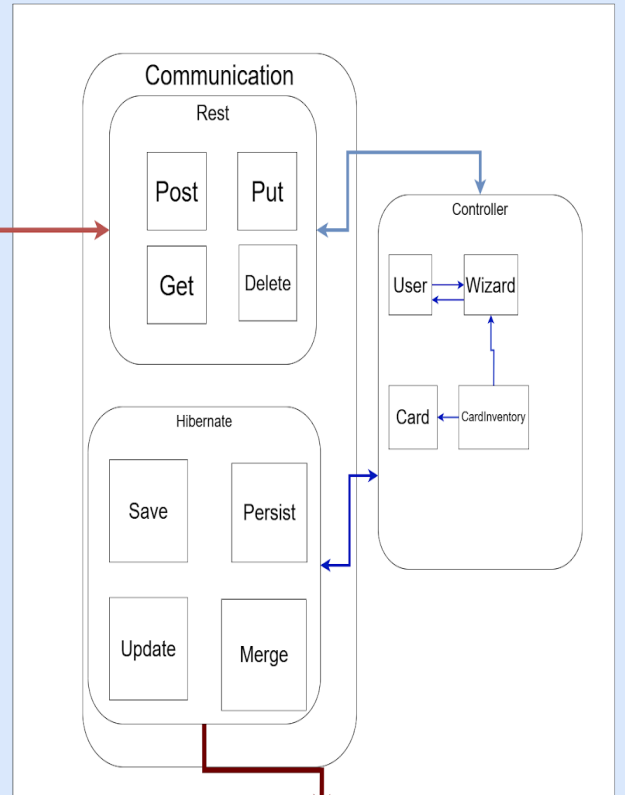 Communication
Rest
Post
Put
Get
Delete
Controller
User
Wizard
Card
CardInventory
Hibernate
Save
Persist
Update
Merge